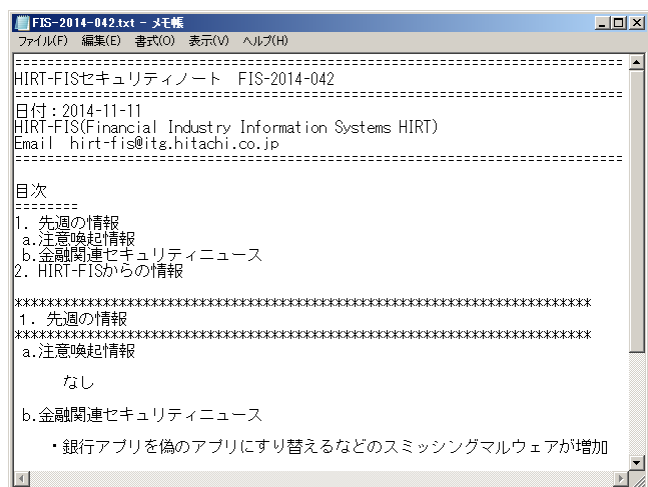 FIS-2014-042.txt - メモ帳
ファイル(F) 編集(E) 書式(O) 表示(V) ヘルプ(H)
===========================================================================
HIRT-FISセキュリティノート　FIS-2014-042
===========================================================================
日付：2014-11-11
HIRT-FIS(Financial Industry Information Systems HIRT)
Email  hirt-fis@itg.hitachi.co.jp
===========================================================================
目次
========
1. 先週の情報
a.注意喚起情報
b.金融関連セキュリティニュース
2. HIRT-FISからの情報
************************************************************************
1. 先週の情報
************************************************************************
a.注意喚起情報
なし
b.金融関連セキュリティニュース
・銀行アプリを偽のアプリにすり替えるなどのスミッシングマルウェアが増加